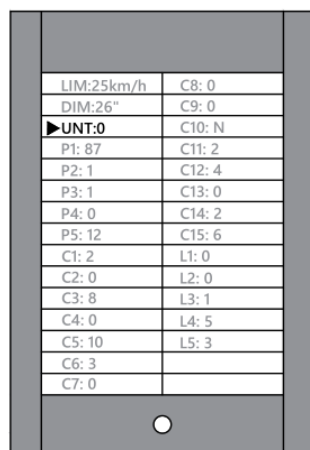 LIM:25km/h
DIM:26"
▶UNT:0
P1: 87
P2: 1
P3: 1
P4: 0
P5: 12
C1: 2
C2: 0
C3: 8
C4: 0
C5: 10
C6: 3
C7: 0
C8: 0
C9: 0
C10: N
C11: 2
C12: 4
C13: 0
C14: 2
C15: 6
L1: 0
L2: 0
L3: 1
L4: 5
L5: 3